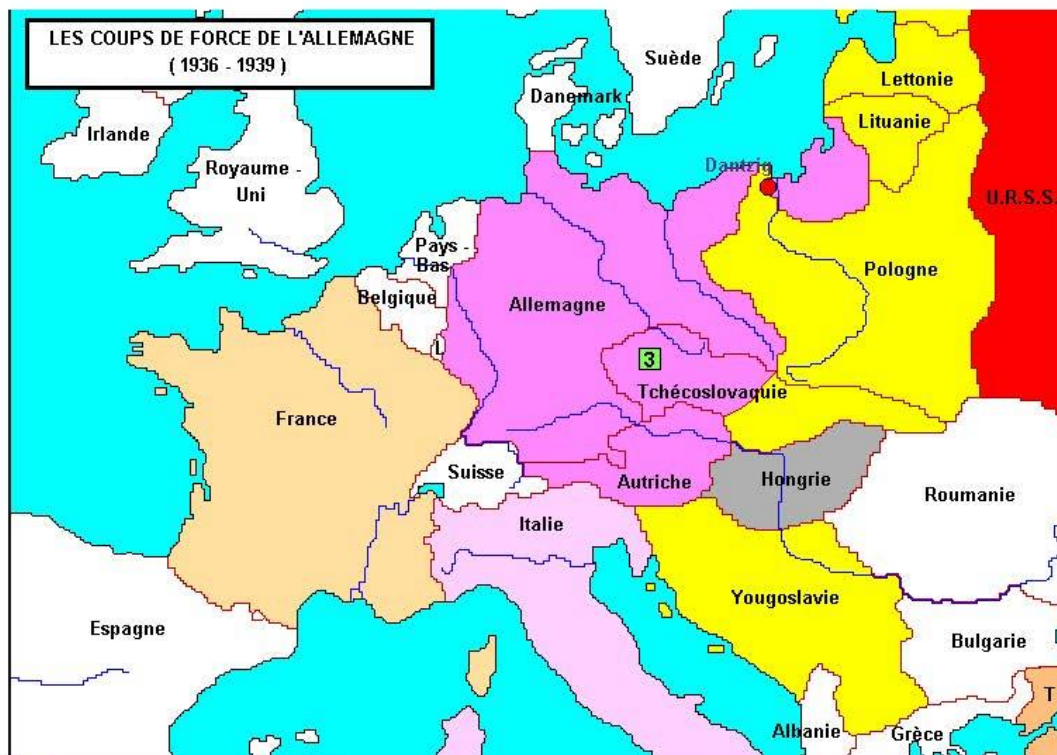 LES COUPS DE FORCE DE L'ALLEMAGNE
( 1936 - 1939 )
Suède
Lettonie
Danemark
Lituanie
Irlande
Royaume -
Uni
Dantzig
U.R.S.S.
Pays -
Bas
Pologne
Belgique
Allemagne
L
3
Tchécoslovaquie
France
Suisse
Autriche
Hongrie
Roumanie
Italie
Yougoslavie
Espagne
Bulgarie
T
Albanie
Grèce